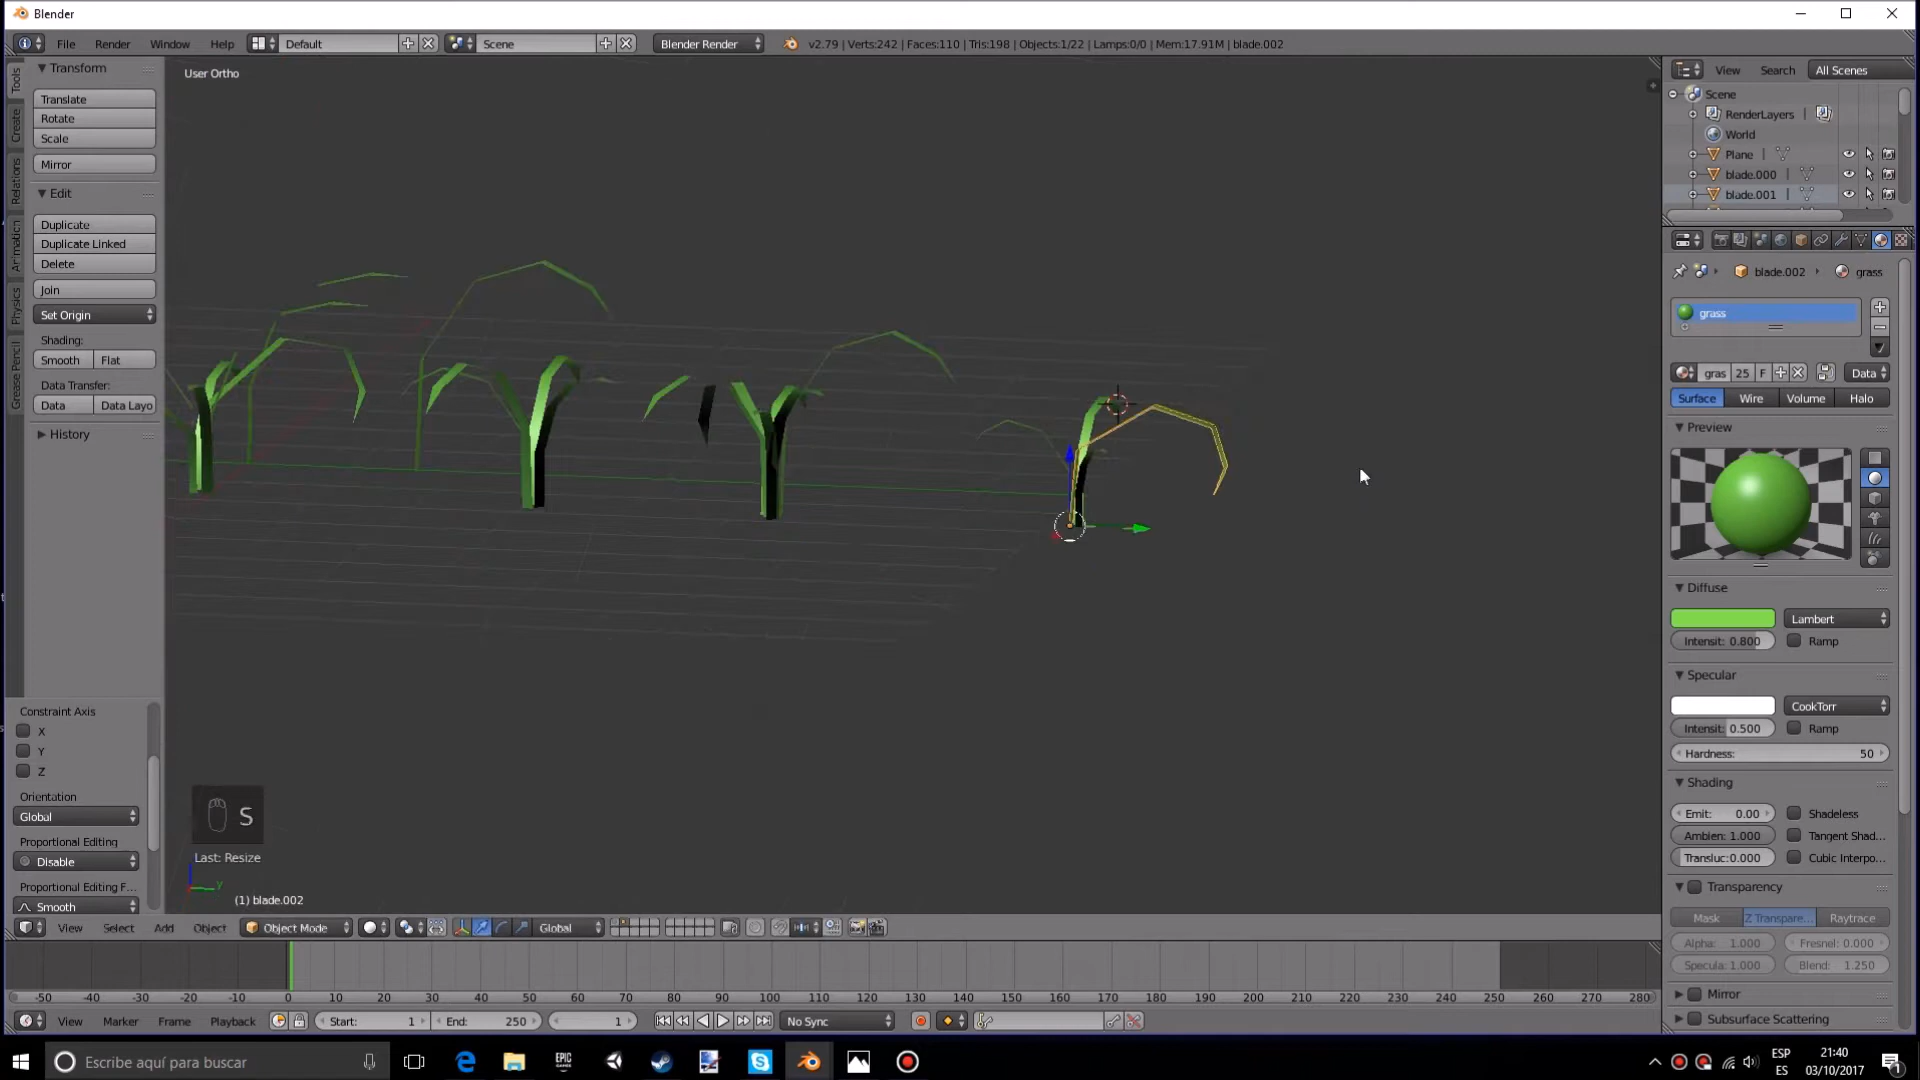 Blender
File Render Window Help Default Scene Blender Render v2.79 | Verts:242 | Faces:110 | Tris:198 | Objects:1/22 | Lamps:0/0 | Mem:17.91M | blade.002
Tools
Create
Relations
Animation
Physics
Grease Pencil
Transform
Translate
Rotate
Scale
Mirror
Edit
Duplicate
Duplicate Linked
Delete
Join
Set Origin
Shading:
Smooth Flat
Data Transfer:
Data Data Layo
History
Constraint Axis
X
Y
Z
Orientation
Global
Proportional Editing
Disable
Proportional Editing F...
Smooth
User Ortho
S
Last: Resize
y
(1) blade.002
View Select Add Object Object Mode Global
View Search All Scenes
Scene
RenderLayers
World
Plane
blade.000
blade.001
blade.002 grass
grass
gras 25 F Data
Surface Wire Volume Halo
Preview
Diffuse
Lambert
Intensit: 0.800 Ramp
Specular
CookTorr
Intensit: 0.500 Ramp
Hardness: 50
Shading
Emit: 0.00 Shadeless
Ambien: 1.000 Tangent Shad...
Transluc:0.000 Cubic Interpo...
Transparency
Mask Z Transpare... Raytrace
Alpha: 1.000 Fresnel: 0.000
Specula: 1.000 Blend: 1.250
Mirror
Subsurface Scattering
-50 -40 -30 -20 -10 0 10 20 30 40 50 60 70 80 90 100 110 120 130 140 150 160 170 180 190 200 210 220 230 240 250 260 270 280
View Marker Frame Playback Start: 1 End: 250 1 No Sync
Escribe aquí para buscar
EPIC GAMES
ESP
ES
21:40
03/10/2017
1